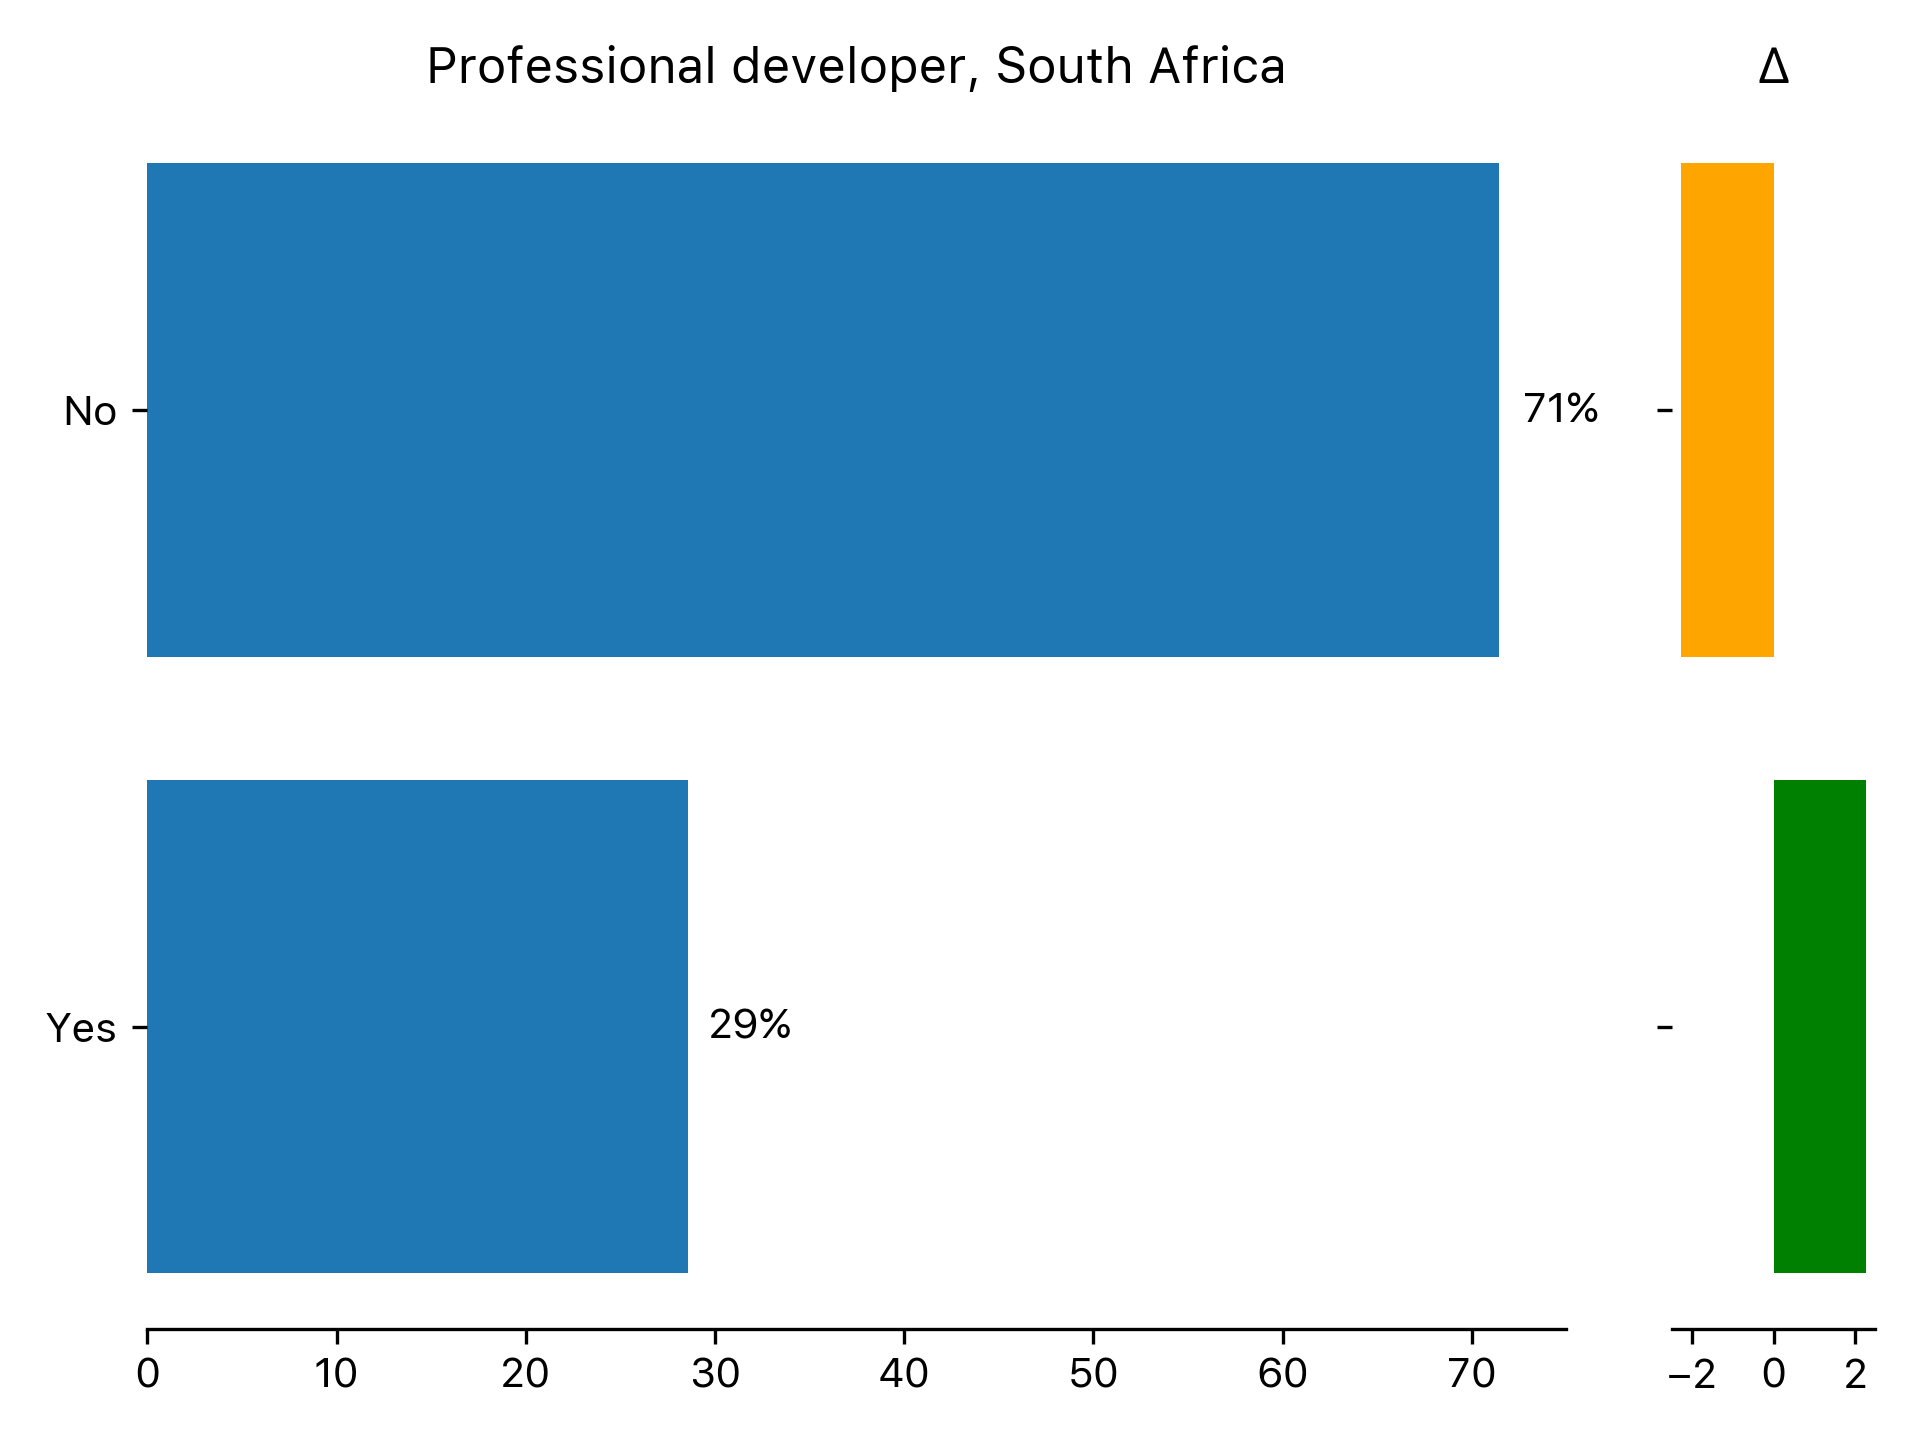 Professional developer, South Africa
Δ
No
71%
Yes
29%
0 10 20 30 40 50 60 70
−2 0 2